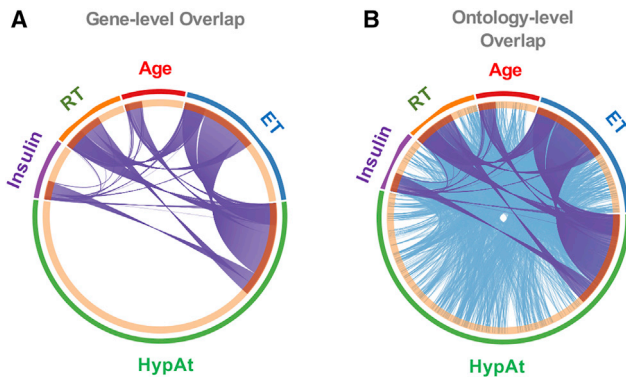 A
Gene-level Overlap
Age
RT
ET
Insulin
HypAt
B
Ontology-level
Overlap
Age
RT
ET
Insulin
HypAt